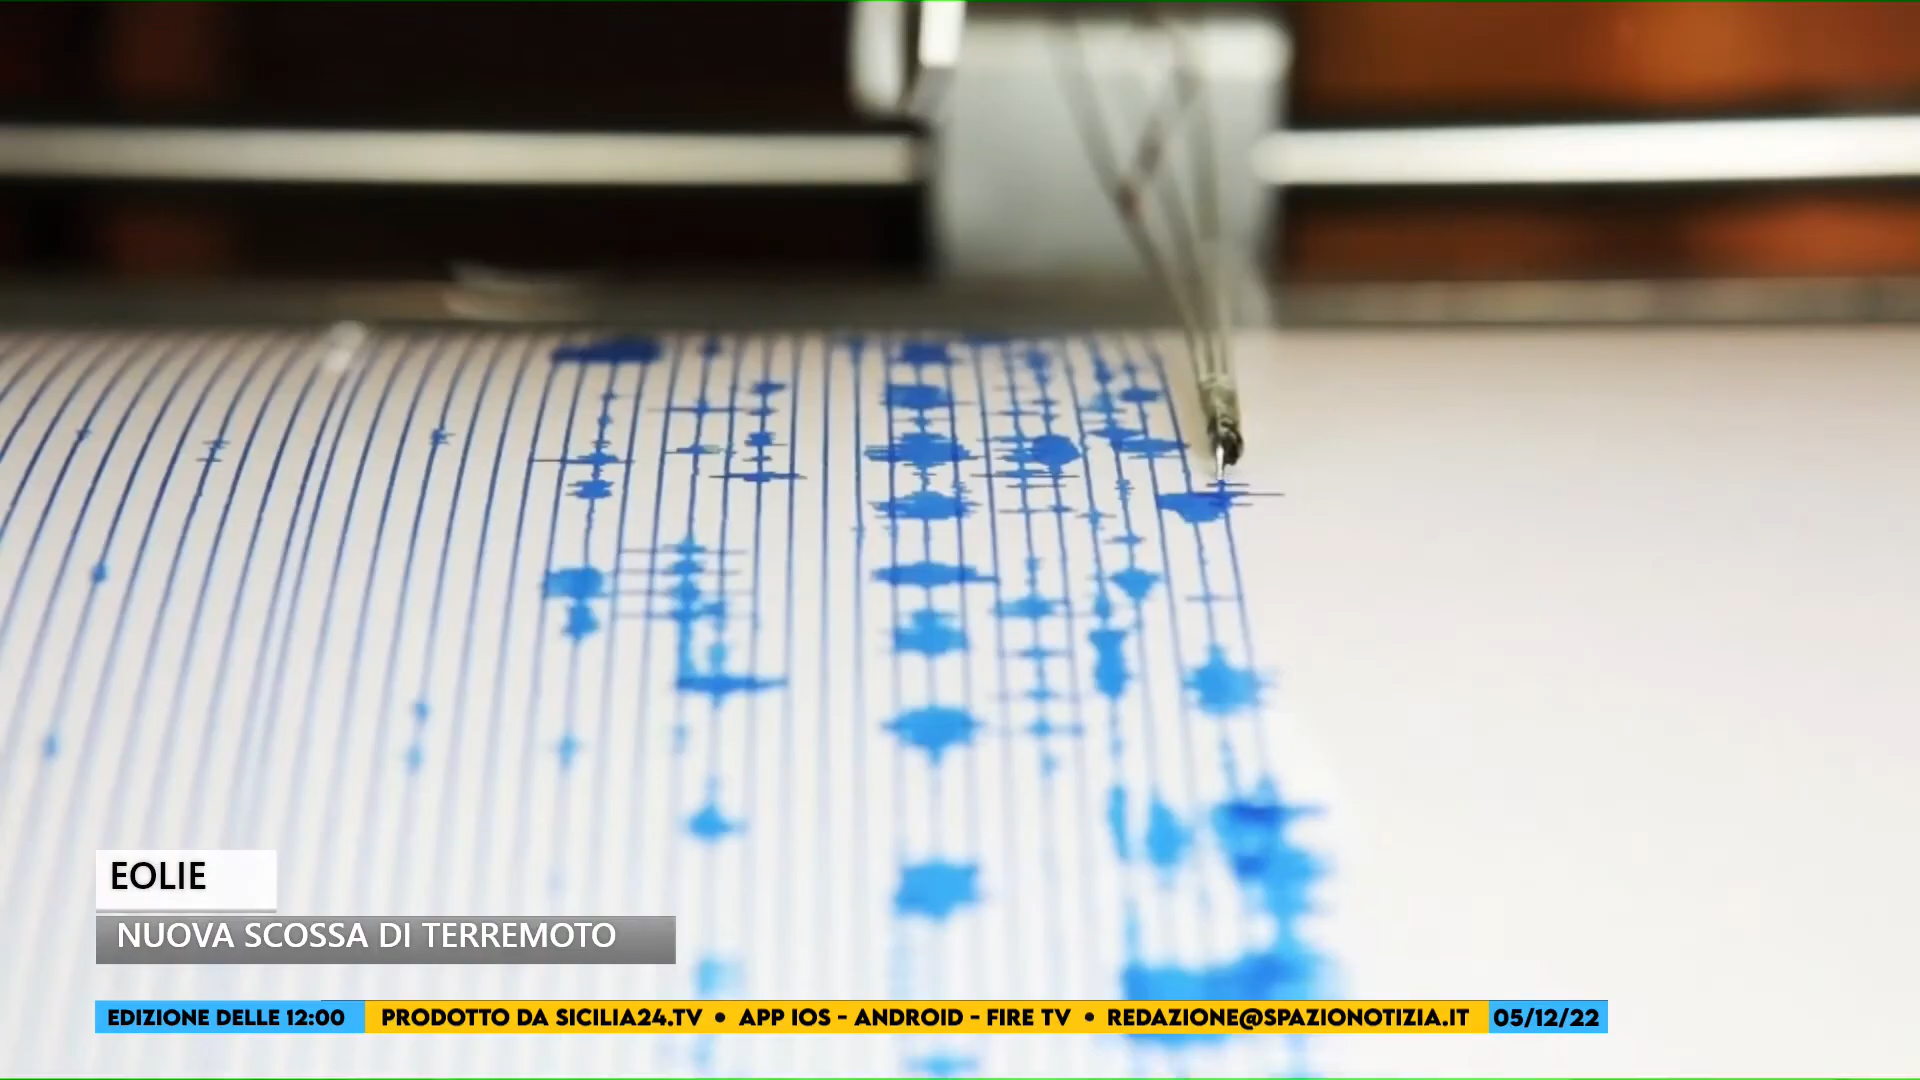 EOLIE
NUOVA SCOSSA DI TERREMOTO
EDIZIONE DELLE 12:00 PRODOTTO DA SICILIA24.TV • APP IOS - ANDROID - FIRE TV • REDAZIONE@SPAZIONOTIZIA.IT 05/12/22